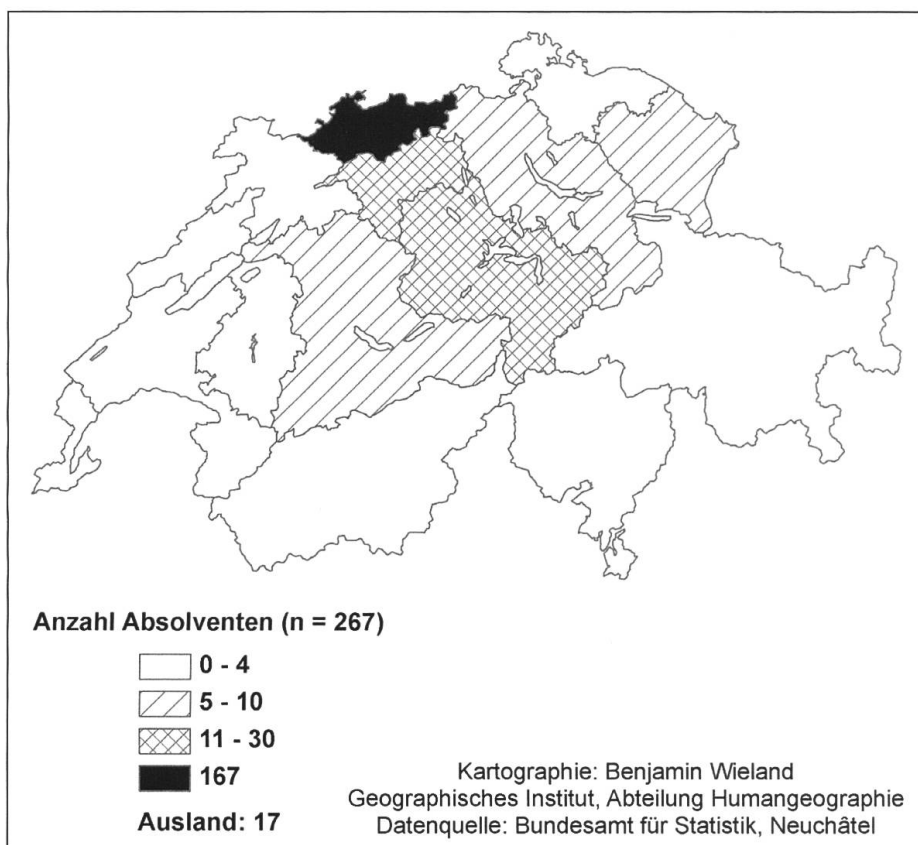 Anzahl Absolventen (n = 267)
0 - 4
5 - 10
11 - 30
167
Ausland: 17
Kartographie: Benjamin Wieland
Geographisches Institut, Abteilung Humangeographie
Datenquelle: Bundesamt für Statistik, Neuchâtel